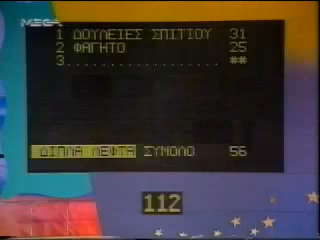 MEGA
1 ΔΟΥΛΕΙΕΣ ΣΠΙΤΙΟΥ 31
2 ΦΑΓΗΤΟ 25
3.................. ##
ΔΙΠΛΑ ΛΕΦΤΑ ΣΥΝΟΛΟ 56
112